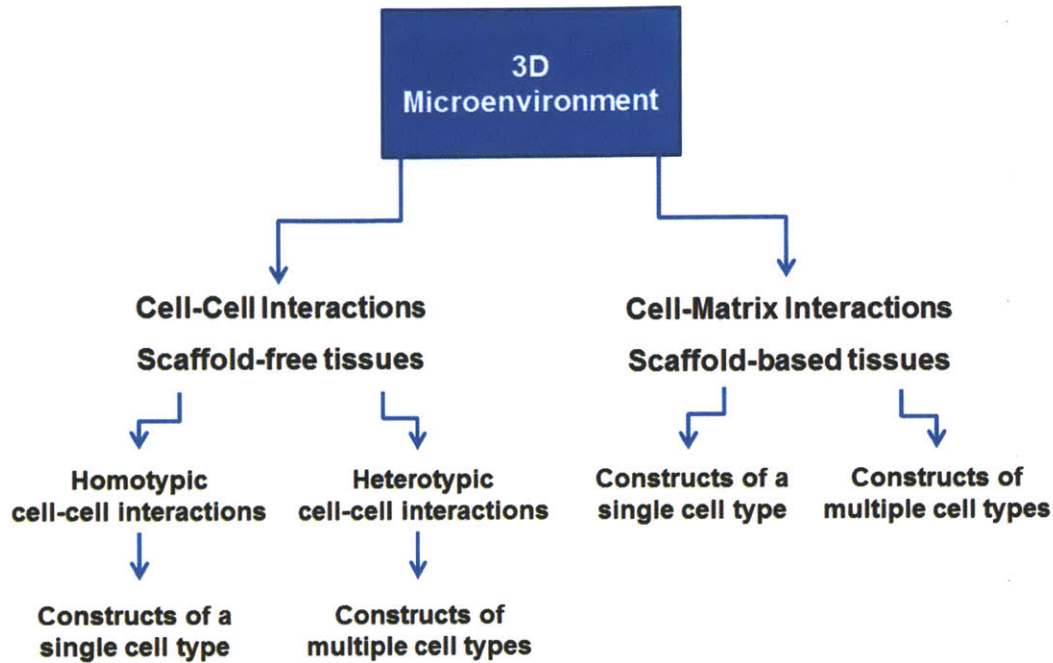 3D
Microenvironment
Cell-Cell Interactions
Scaffold-free tissues
Cell-Matrix Interactions
Scaffold-based tissues
Homotypic
cell-cell interactions
Heterotypic
cell-cell interactions
Constructs of a
single cell type
Constructs of
multiple cell types
Constructs of a
single cell type
Constructs of
multiple cell types